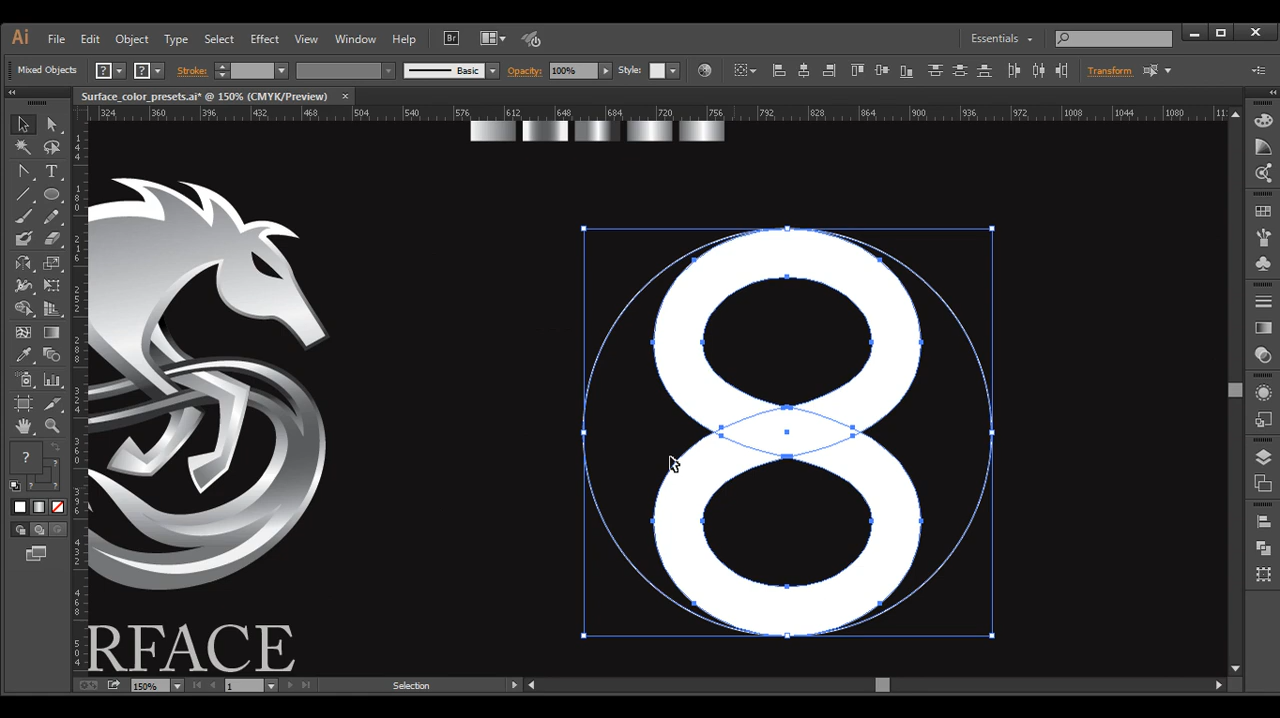 Ai File Edit Object Type Select Effect View Window Help Br Essentials
Mixed Objects ? ? Stroke: Basic Opacity: 100% Style: Transform
Surface_color_presets.ai* @ 150% (CMYK/Preview)
324 360 396 432 468 504 540 576 612 648 684 720 756 792 828 864 900 936 972 1008 1044 1080
RFACE
150% 1 Selection